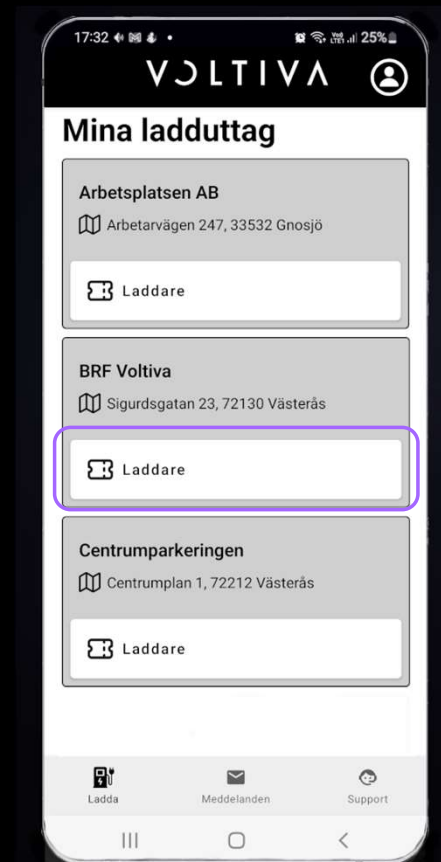 17:32
25%
VOLTIVA
Mina ladduttag
Arbetsplatsen AB
Arbetarvägen 247, 33532 Gnosjö
Laddare
BRF Voltiva
Sigurdsgatan 23, 72130 Västerås
Laddare
Centrumparkeringen
Centrumplan 1, 72212 Västerås
Laddare
Ladda
Meddelanden
Support